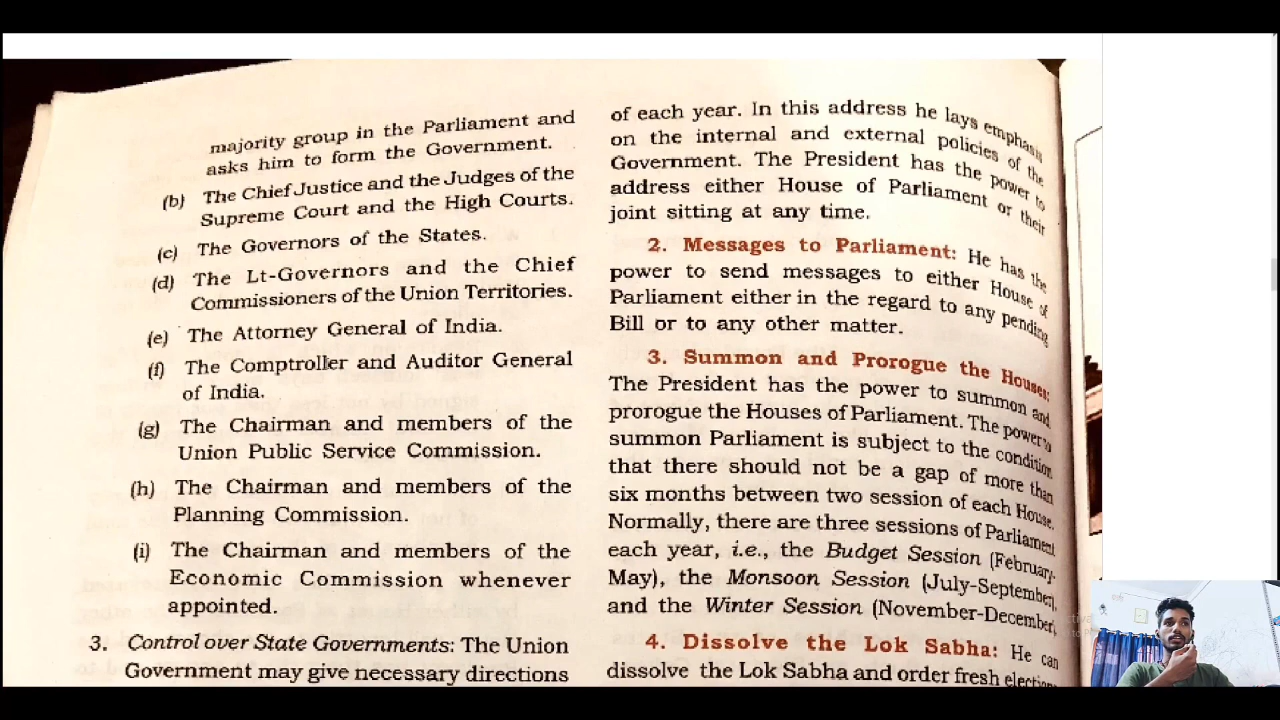 majority group in the Parliament and
asks him to form the Government.
(b) The Chief Justice and the Judges of the
Supreme Court and the High Courts.
(c) The Governors of the States.
(d) The Lt-Governors and the Chief
Commissioners of the Union Territories.
(e) The Attorney General of India.
(f) The Comptroller and Auditor General
of India.
(g) The Chairman and members of the
Union Public Service Commission.
(h) The Chairman and members of the
Planning Commission.
(i) The Chairman and members of the
Economic Commission whenever
appointed.
3. Control over State Governments: The Union
Government may give necessary directions
of each year. In this address he lays emphasis
on the internal and external policies of the
Government. The President has the power to
address either House of Parliament or their
joint sitting at any time.
2. Messages to Parliament: He has the
power to send messages to either House of
Parliament either in the regard to any pending
Bill or to any other matter.
3. Summon and Prorogue the Houses:
The President has the power to summon and
prorogue the Houses of Parliament. The power to
summon Parliament is subject to the condition
that there should not be a gap of more than
six months between two session of each House.
Normally, there are three sessions of Parliament
each year, i.e., the Budget Session (February-
May), the Monsoon Session (July-September),
and the Winter Session (November-December),
4. Dissolve the Lok Sabha: He can
dissolve the Lok Sabha and order fresh election